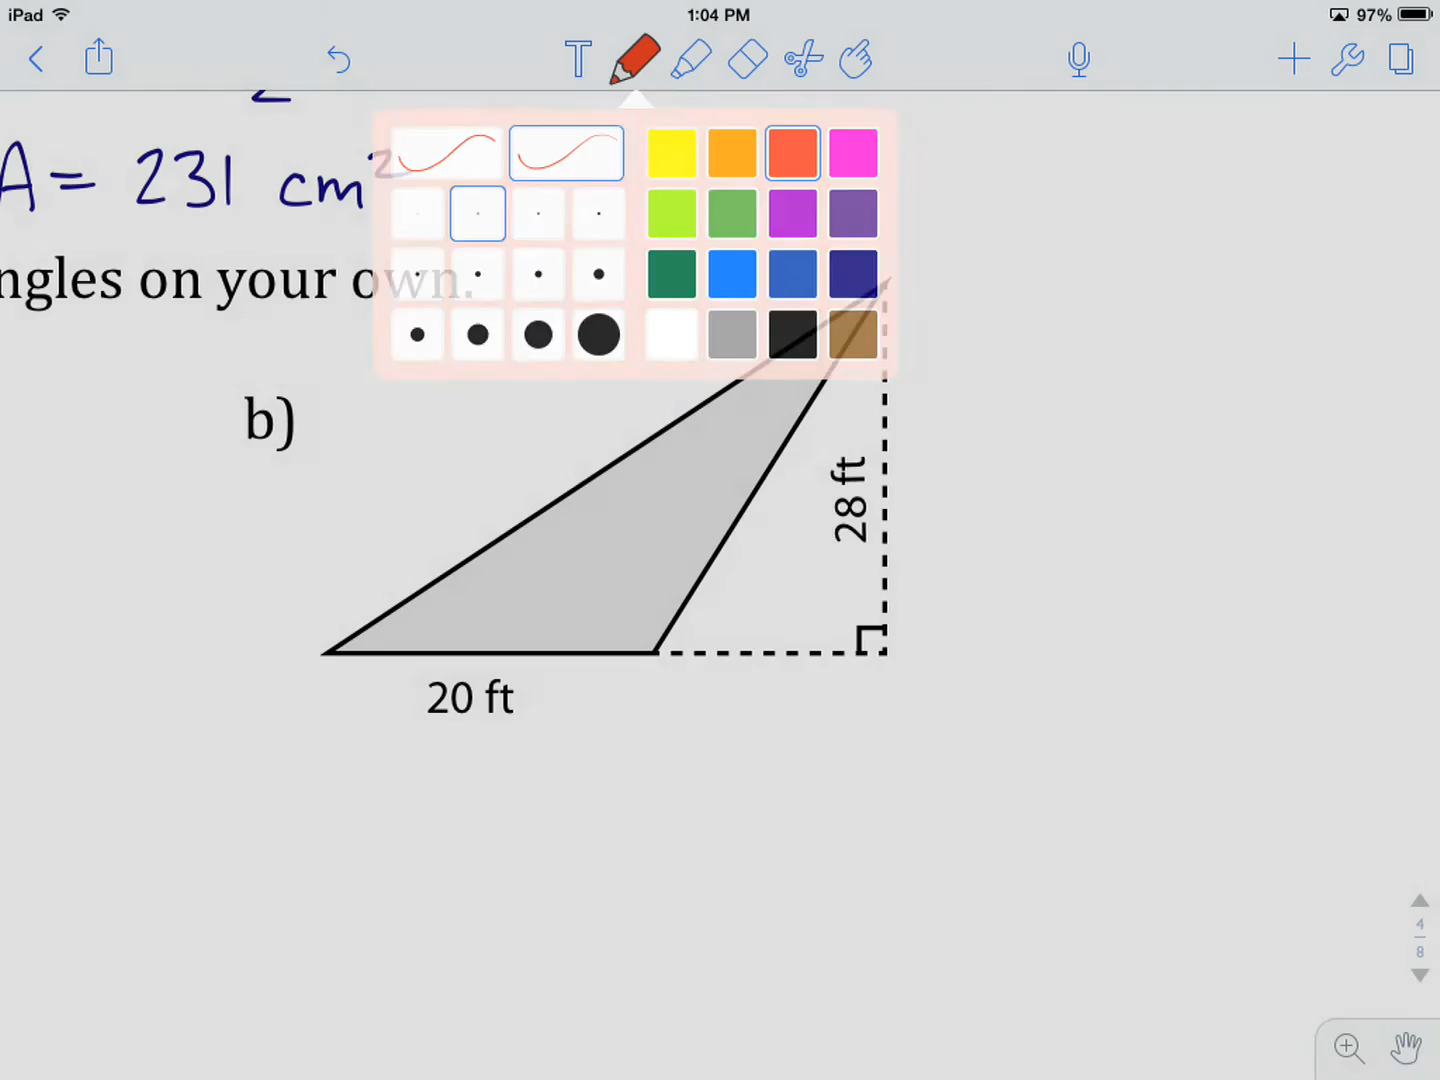 iPad 1:04 PM 97%
T
A = 231 cm²
ngles on your own.
b)
28 ft
20 ft
4
8